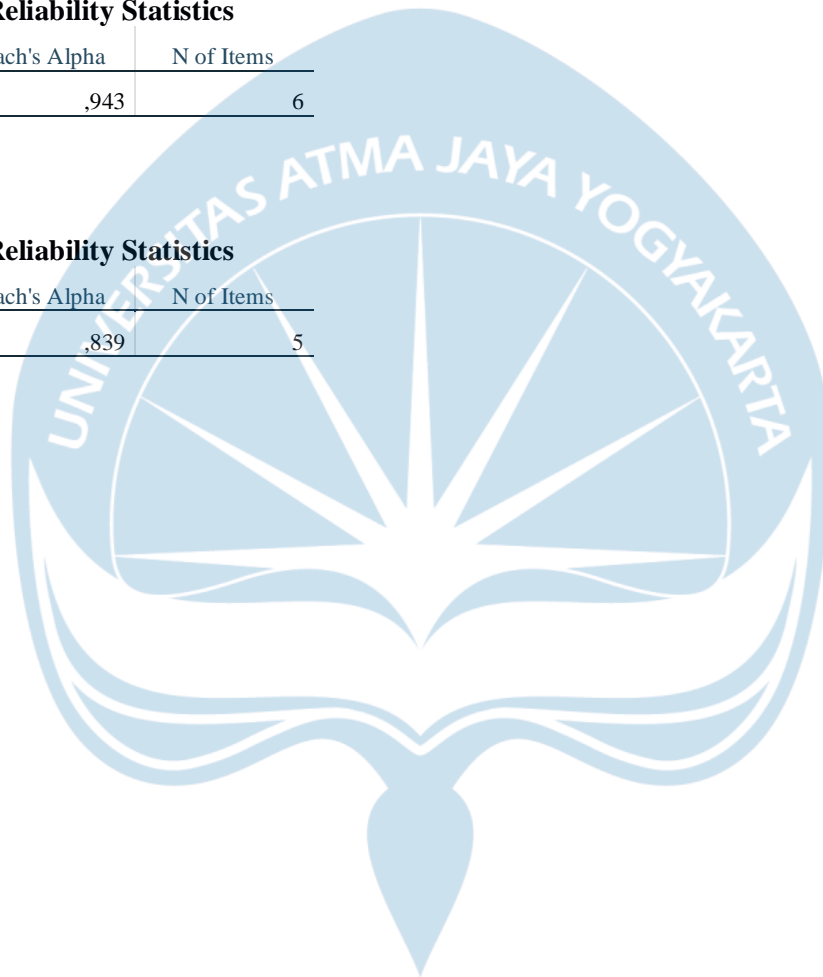 Reliability Statistics
ach's Alpha N of Items
,943 6
UNIVERSITAS ATMA JAYA YOGYAKARTA
Reliability Statistics
ach's Alpha N of Items
,839 5